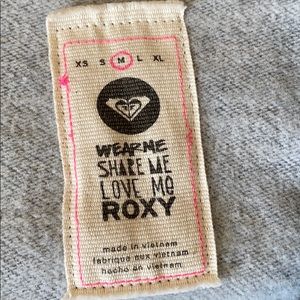 XS S M L XL
WEAR ME
SHARE ME
LOVE ME
ROXY
made in vietnam
fabriqué aux vietnam
hecho en vietnam